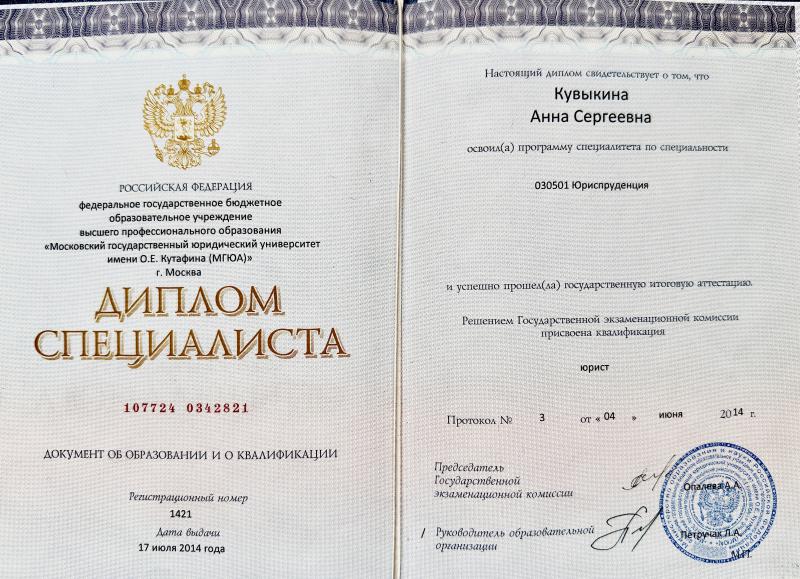 РОССИЙСКАЯ ФЕДЕРАЦИЯ
федеральное государственное бюджетное
образовательное учреждение
высшего профессионального образования
«Московский государственный юридический университет
имени О.Е. Кутафина (МГЮА)»
г. Москва
ДИПЛОМ
СПЕЦИАЛИСТА
107724 0342821
ДОКУМЕНТ ОБ ОБРАЗОВАНИИ И О КВАЛИФИКАЦИИ
Регистрационный номер
1421
Дата выдачи
17 июля 2014 года
Настоящий диплом свидетельствует о том, что
Кувыкина
Анна Сергеевна
освоил(а) программу специалитета по специальности
030501 Юриспруденция
и успешно прошел(ла) государственную итоговую аттестацию.
Решением Государственной экзаменационной комиссии
присвоена квалификация
юрист
Протокол № 3 от « 04 » июня 2014 г.
Председатель
Государственной
экзаменационной комиссии
Опалева А.А.
/ Руководитель образовательной
организации
Петручак Л.А.
М.П.